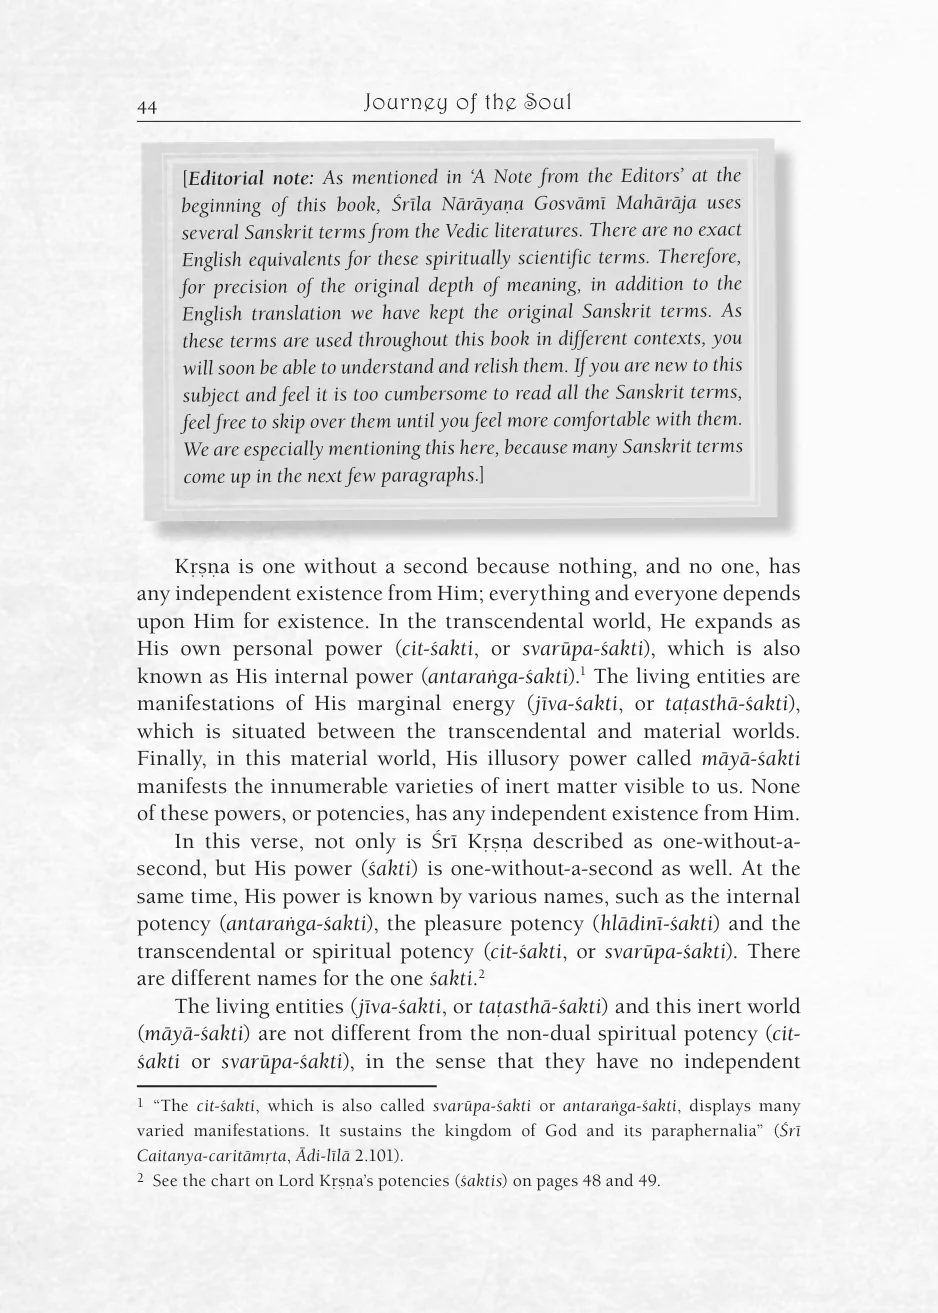 44
Journey of the Soul
[Editorial note: As mentioned in ‘A Note from the Editors’ at the
beginning of this book, Śrīla Nārāyaṇa Gosvāmī Mahārāja uses
several Sanskrit terms from the Vedic literatures. There are no exact
English equivalents for these spiritually scientific terms. Therefore,
for precision of the original depth of meaning, in addition to the
English translation we have kept the original Sanskrit terms. As
these terms are used throughout this book in different contexts, you
will soon be able to understand and relish them. If you are new to this
subject and feel it is too cumbersome to read all the Sanskrit terms,
feel free to skip over them until you feel more comfortable with them.
We are especially mentioning this here, because many Sanskrit terms
come up in the next few paragraphs.]
Kṛṣṇa is one without a second because nothing, and no one, has
any independent existence from Him; everything and everyone depends
upon Him for existence. In the transcendental world, He expands as
His own personal power (cit-śakti, or svarūpa-śakti), which is also
known as His internal power (antaraṅga-śakti).¹ The living entities are
manifestations of His marginal energy (jīva-śakti, or taṭasthā-śakti),
which is situated between the transcendental and material worlds.
Finally, in this material world, His illusory power called māyā-śakti
manifests the innumerable varieties of inert matter visible to us. None
of these powers, or potencies, has any independent existence from Him.
In this verse, not only is Śrī Kṛṣṇa described as one-without-a-
second, but His power (śakti) is one-without-a-second as well. At the
same time, His power is known by various names, such as the internal
potency (antaraṅga-śakti), the pleasure potency (hlādinī-śakti) and the
transcendental or spiritual potency (cit-śakti, or svarūpa-śakti). There
are different names for the one śakti.²
The living entities (jīva-śakti, or taṭasthā-śakti) and this inert world
(māyā-śakti) are not different from the non-dual spiritual potency (cit-
śakti or svarūpa-śakti), in the sense that they have no independent
¹ “The cit-śakti, which is also called svarūpa-śakti or antaraṅga-śakti, displays many
varied manifestations. It sustains the kingdom of God and its paraphernalia” (Śrī
Caitanya-caritāmṛta, Ādi-līlā 2.101).
² See the chart on Lord Kṛṣṇa’s potencies (śaktis) on pages 48 and 49.